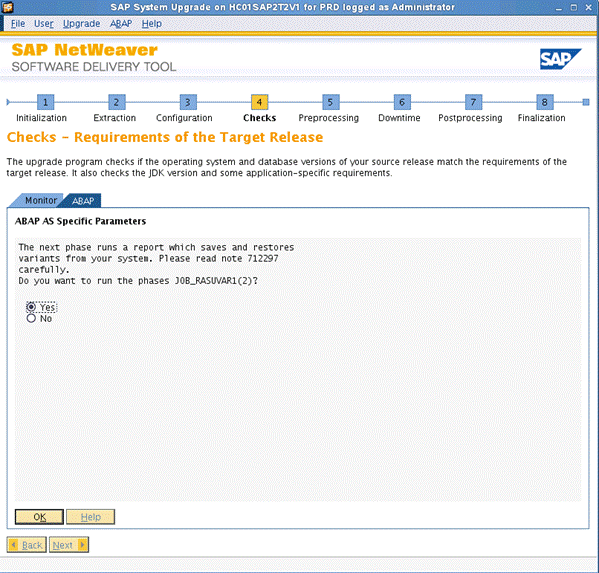 SAP System Upgrade on HC01SAP2T2V1 for PRD logged as Administrator
File User Upgrade ABAP Help
SAP NetWeaver
SOFTWARE DELIVERY TOOL
SAP
1 2 3 4 5 6 7 8
Initialization Extraction Configuration Checks Preprocessing Downtime Postprocessing Finalization
Checks - Requirements of the Target Release
The upgrade program checks if the operating system and database versions of your source release match the requirements of the
target release. It also checks the JDK version and some application-specific requirements.
Monitor ABAP
ABAP AS Specific Parameters
The next phase runs a report which saves and restores
variants from your system. Please read note 712297
carefully.
Do you want to run the phases JOB_RASUVAR1(2)?
Yes
No
OK Help
Back Next